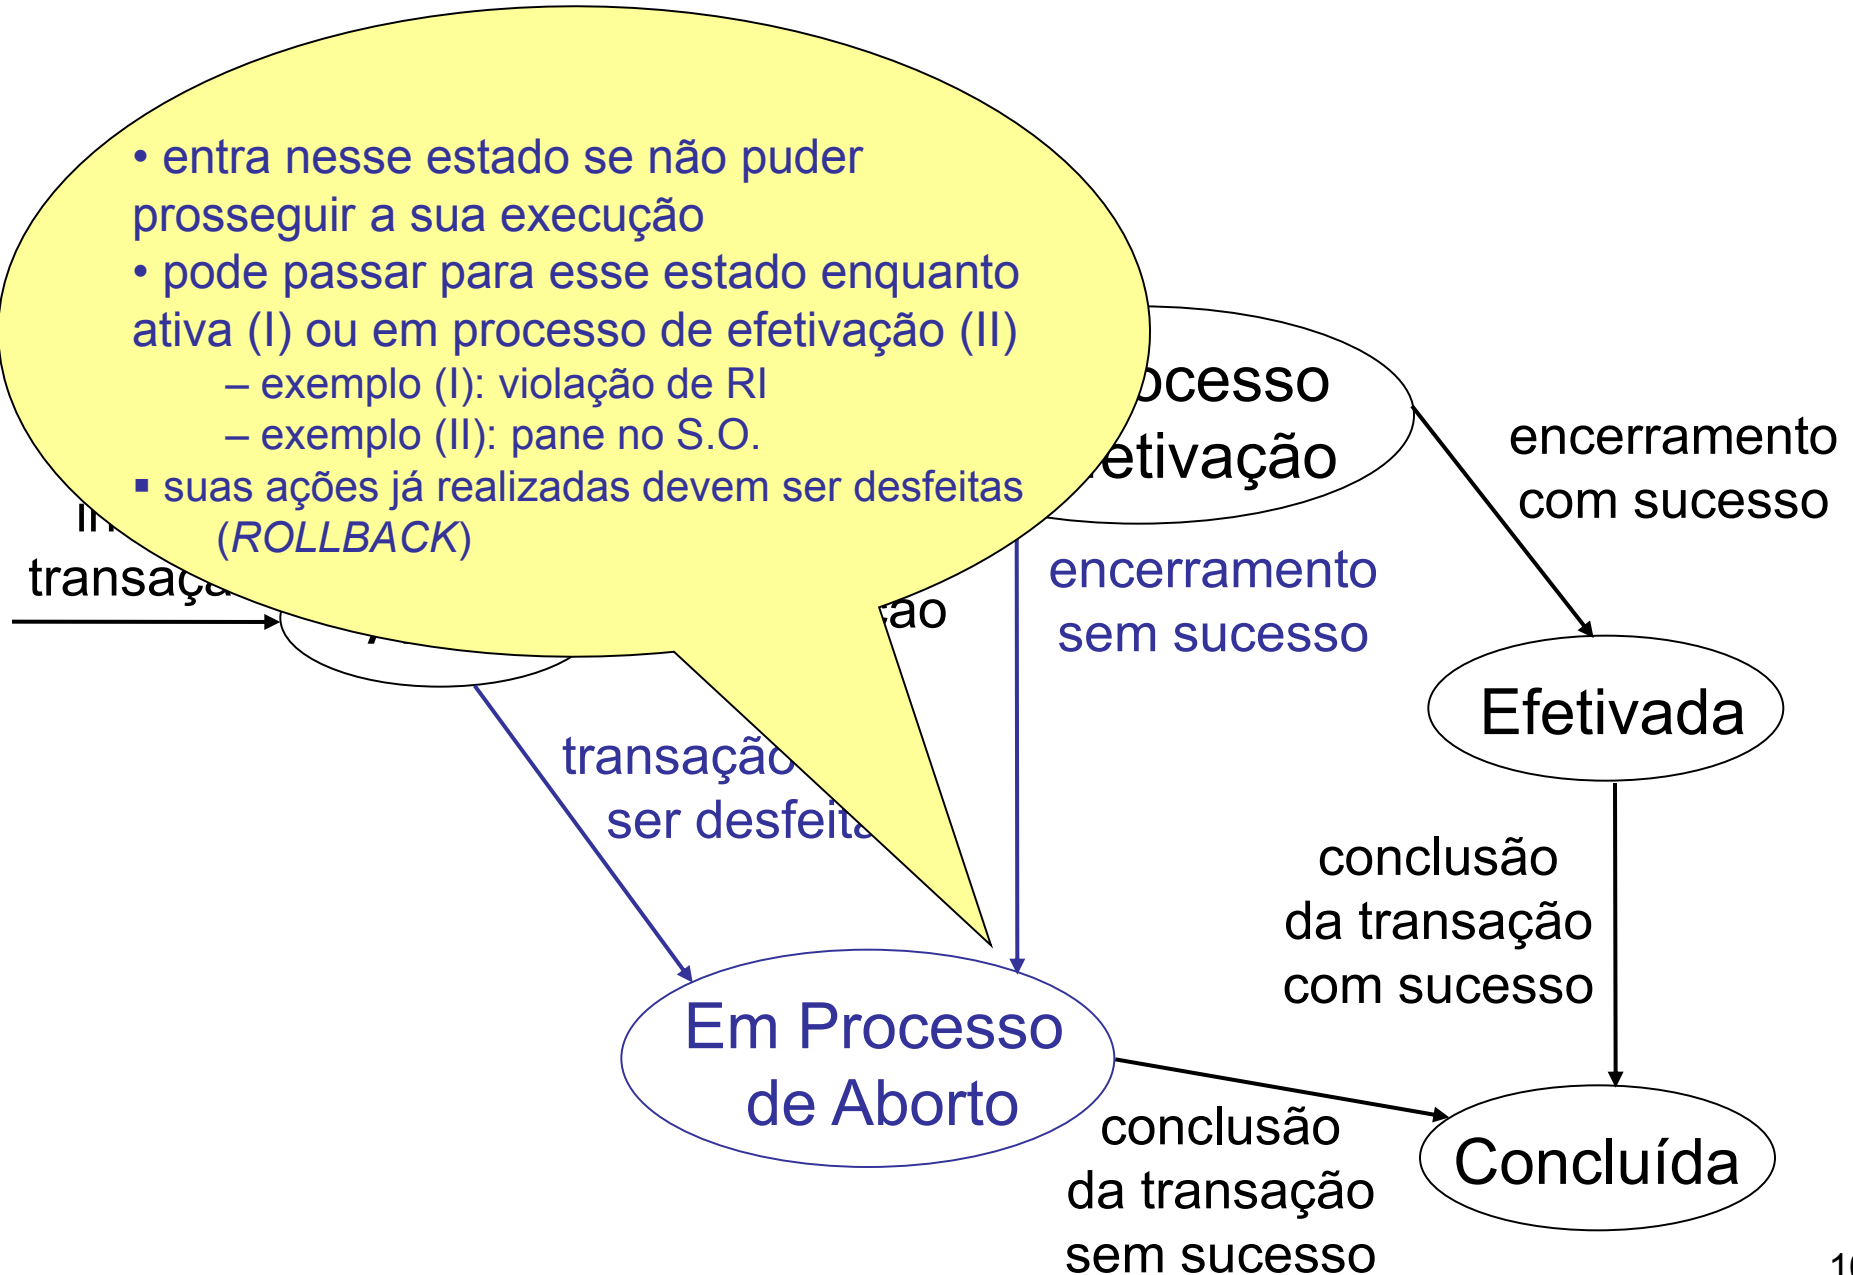 • entra nesse estado se não puder
prosseguir a sua execução
• pode passar para esse estado enquanto
ativa (I) ou em processo de efetivação (II)
– exemplo (I): violação de RI
– exemplo (II): pane no S.O.
▪ suas ações já realizadas devem ser desfeitas
(ROLLBACK)
encerramento
com sucesso
encerramento
sem sucesso
Efetivada
transação
ser desfeita
conclusão
da transação
com sucesso
Em Processo
de Aborto
conclusão
da transação
sem sucesso
Concluída